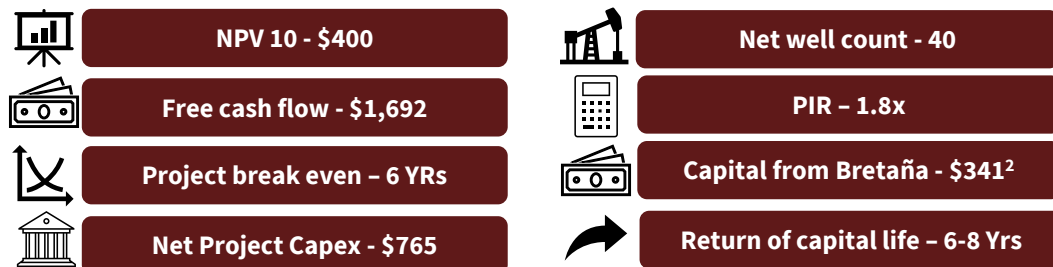 NPV 10 - $400
Free cash flow - $1,692
Project break even – 6 YRs
Net Project Capex - $765
Net well count - 40
PIR – 1.8x
Capital from Bretaña - $341²
Return of capital life – 6-8 Yrs